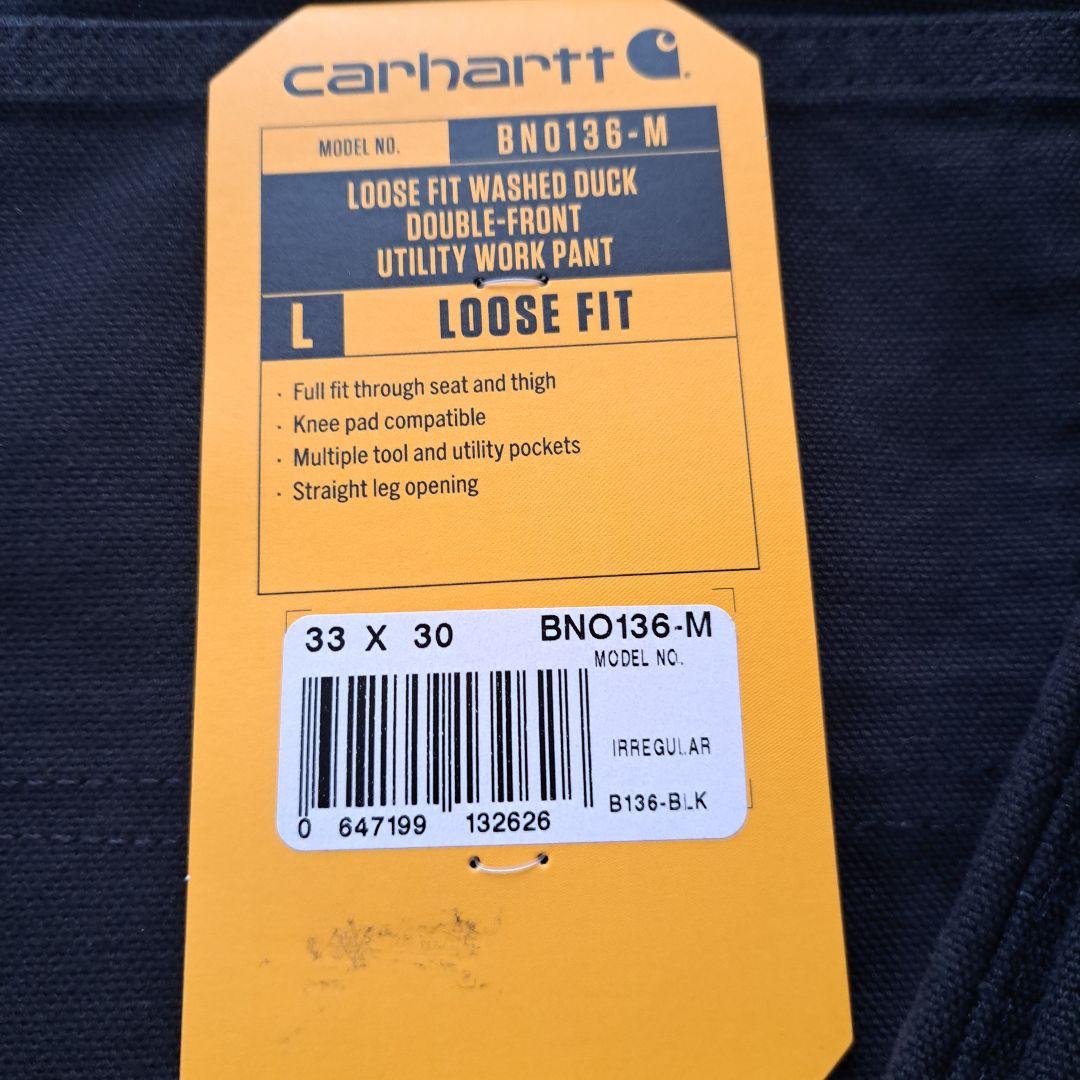 carhartt
MODEL NO. BN0136-M
LOOSE FIT WASHED DUCK
DOUBLE-FRONT
UTILITY WORK PANT
L LOOSE FIT
· Full fit through seat and thigh
· Knee pad compatible
· Multiple tool and utility pockets
· Straight leg opening
33 X 30 BNO136-M
MODEL NO.
IRREGULAR
B136-BLK
0 647199 132626